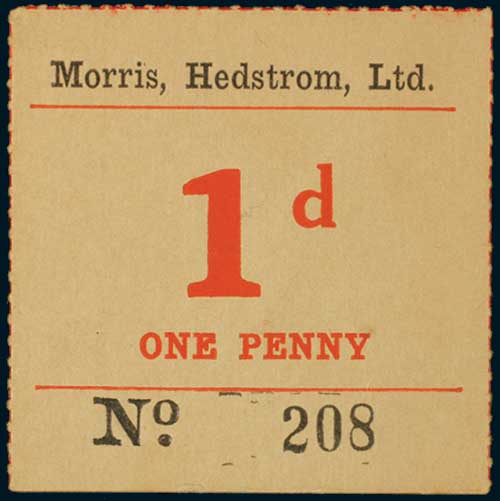 Morris, Hedstrom, Ltd.
1d
ONE PENNY
No. 208